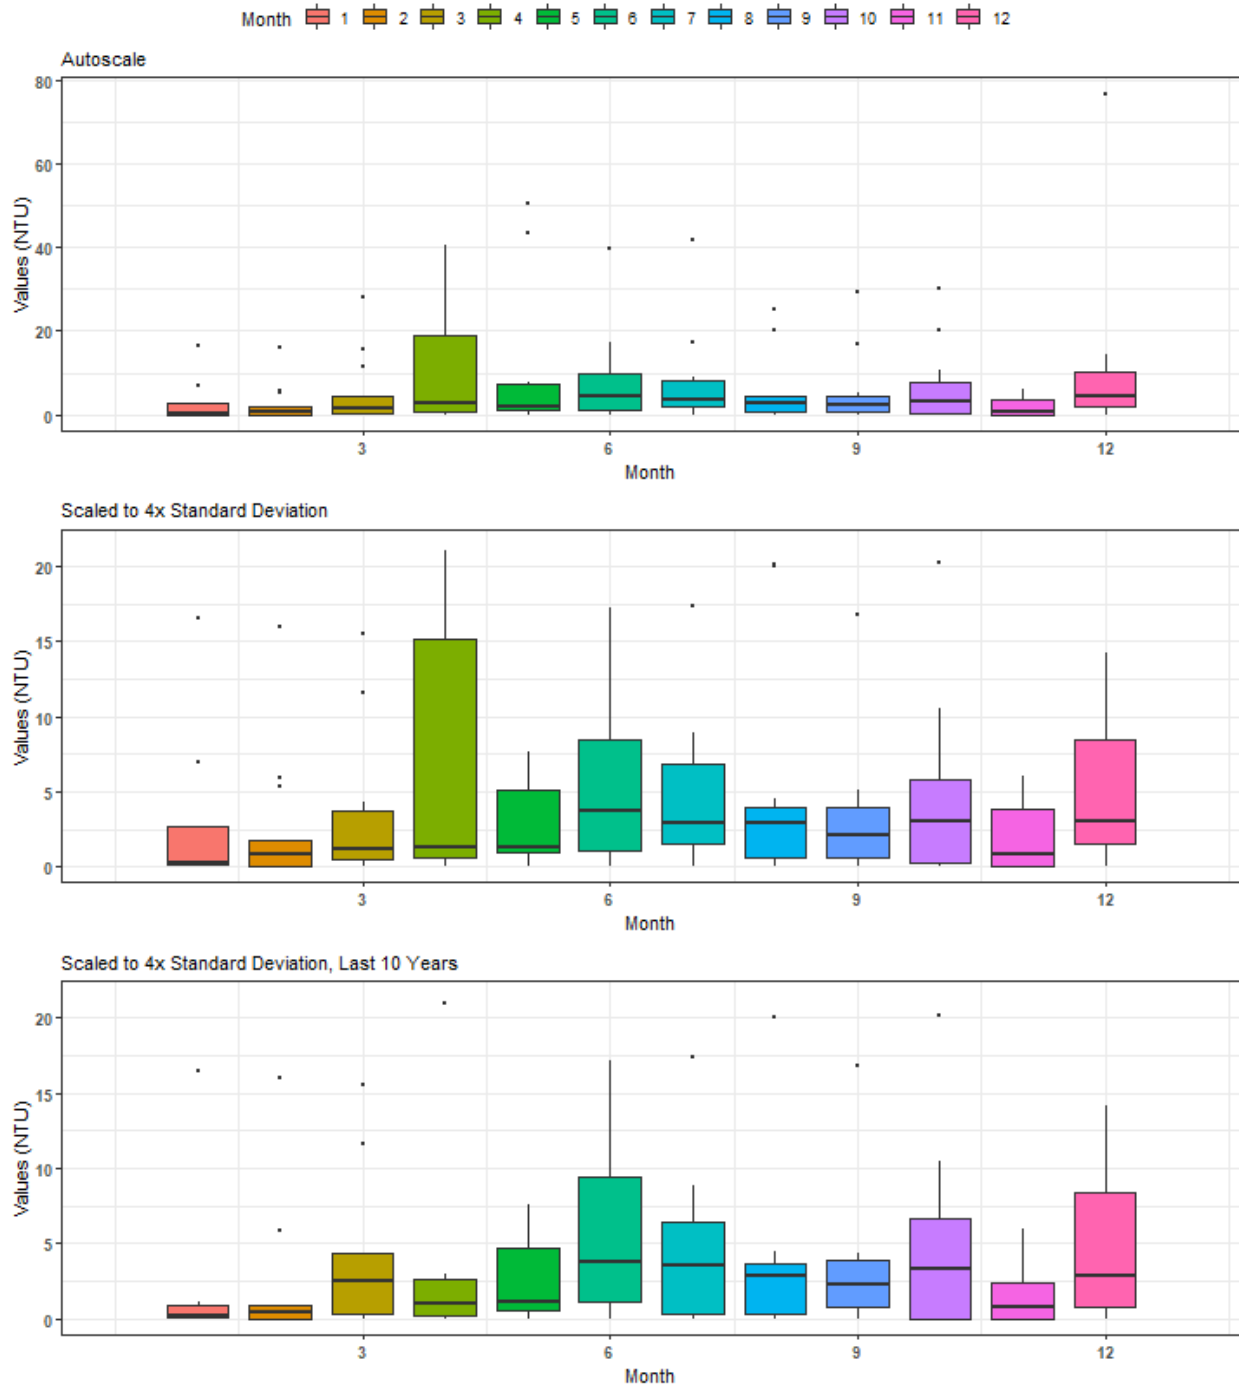 Month 1 2 3 4 5 6 7 8 9 10 11 12
Autoscale
80
60
40
20
0
Values (NTU)
3 6 9 12
Month
Scaled to 4x Standard Deviation
20
15
10
5
0
Values (NTU)
3 6 9 12
Month
Scaled to 4x Standard Deviation, Last 10 Years
20
15
10
5
0
Values (NTU)
3 6 9 12
Month